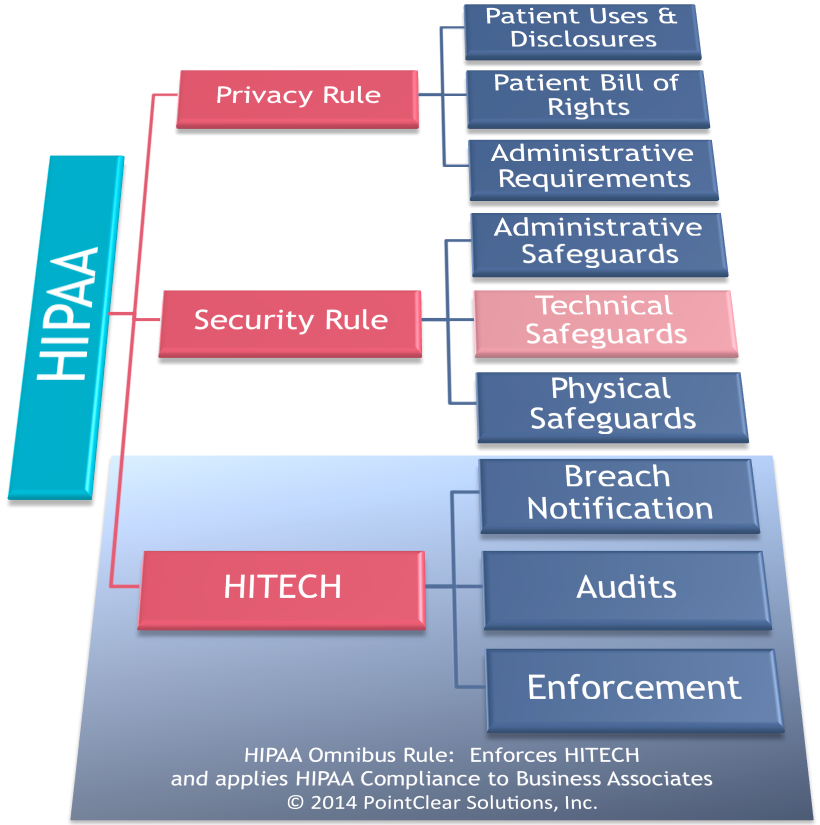 HIPAA
Privacy Rule
Patient Uses &
Disclosures
Patient Bill of
Rights
Administrative
Requirements
Security Rule
Administrative
Safeguards
Technical
Safeguards
Physical
Safeguards
HITECH
Breach
Notification
Audits
Enforcement
HIPAA Omnibus Rule:  Enforces HITECH
and applies HIPAA Compliance to Business Associates
© 2014 PointClear Solutions, Inc.